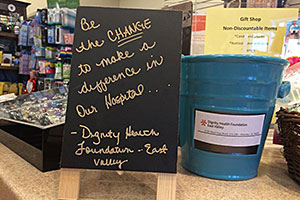 Be
the CHANGE
to make a
difference in
Our Hospital...
- Dignity Health
Foundation - East
Valley
Gift Shop
Non-Discountable Items
Dignity Health Foundation
East Valley